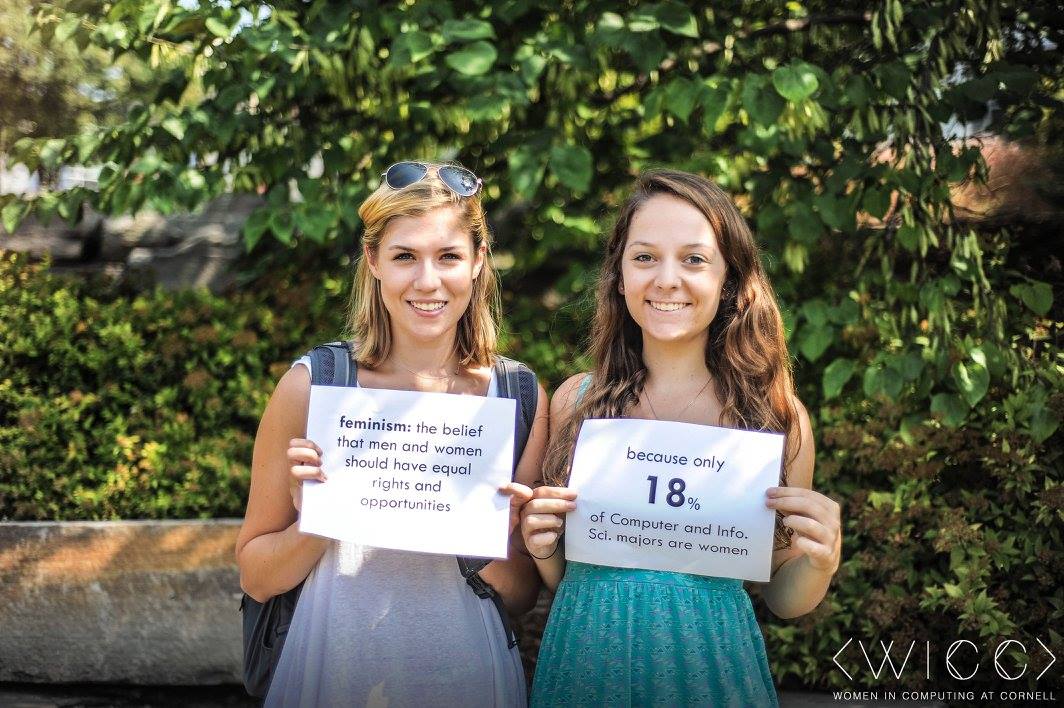 feminism: the belief
that men and women
should have equal
rights and
opportunities
because only
18%
of Computer and Info.
Sci. majors are women
<WICC>
WOMEN IN COMPUTING AT CORNELL